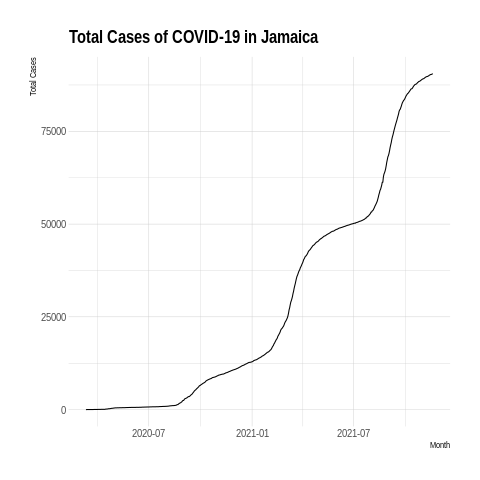 Total Cases of COVID-19 in Jamaica
Total Cases
75000
50000
25000
0
2020-07
2021-01
2021-07
Month